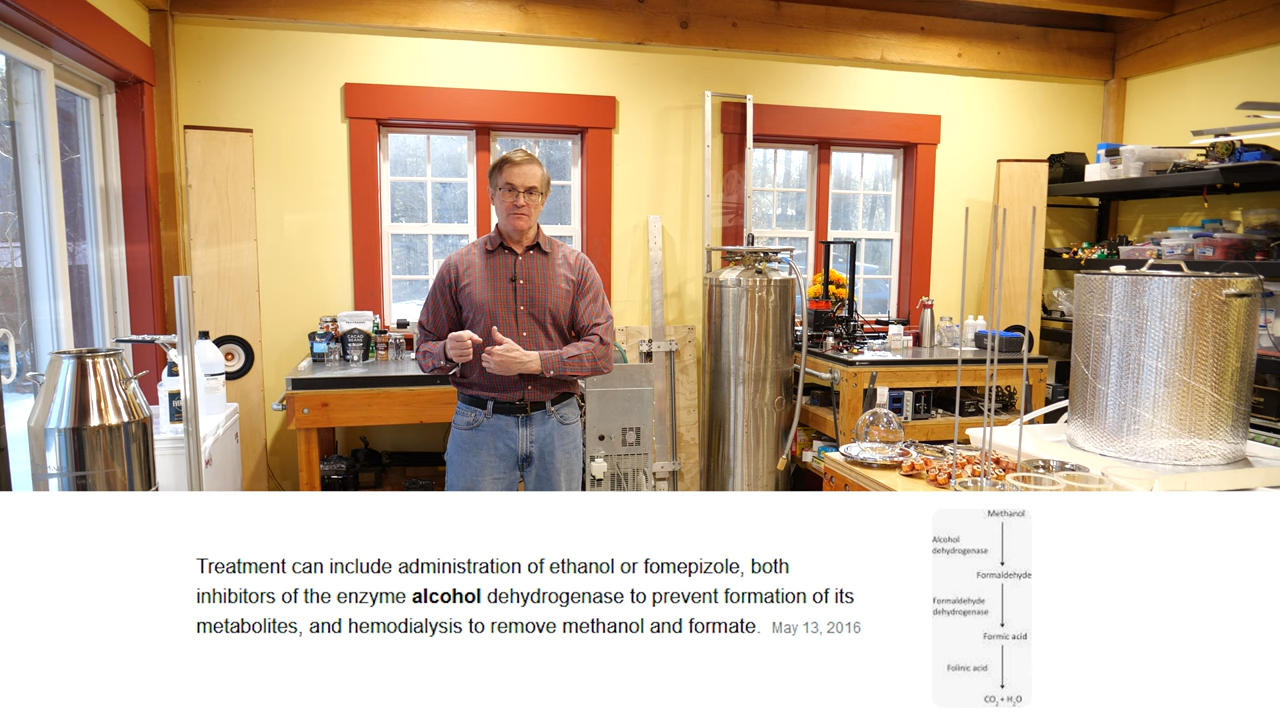 CACAO
BEANS
Treatment can include administration of ethanol or fomepizole, both
inhibitors of the enzyme alcohol dehydrogenase to prevent formation of its
metabolites, and hemodialysis to remove methanol and formate. May 13, 2016
Methanol
Alcohol
dehydrogenase
Formaldehyde
Formaldehyde
dehydrogenase
Formic acid
Folinic acid
CO₂ + H₂O